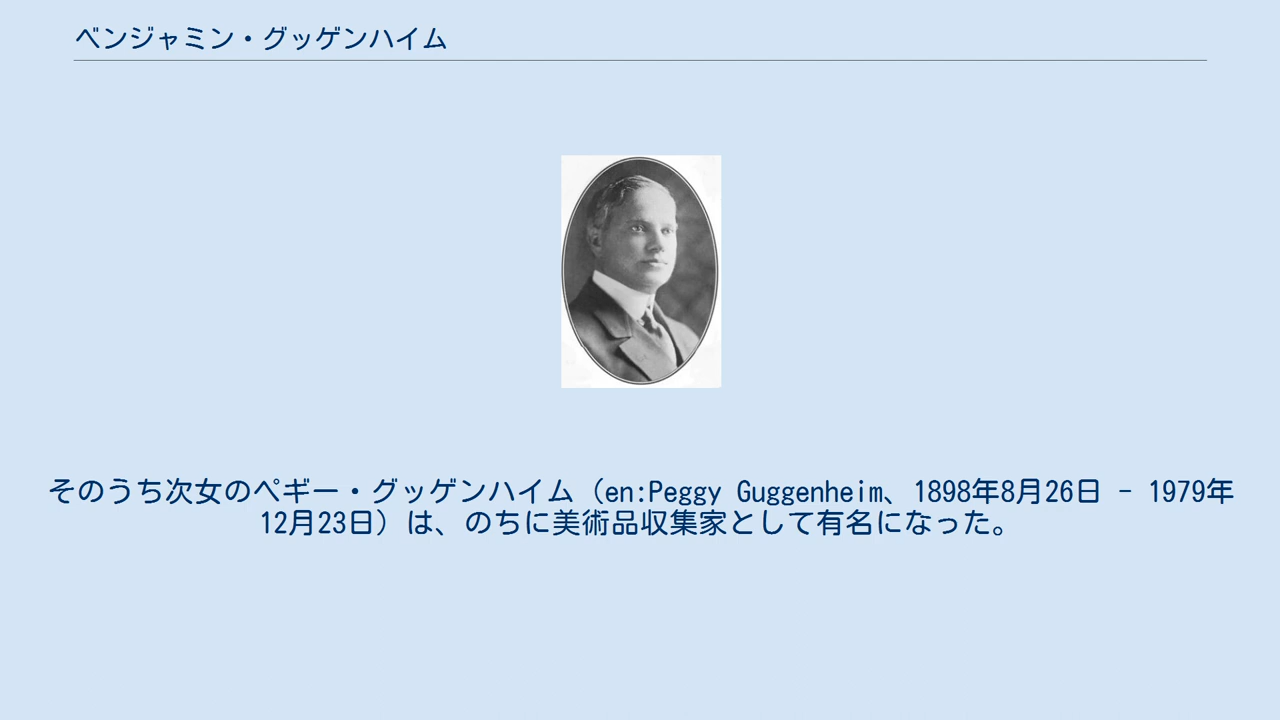 ベンジャミン・グッゲンハイム
そのうち次女のペギー・グッゲンハイム（en:Peggy Guggenheim、1898年8月26日 - 1979年
12月23日）は、のちに美術品収集家として有名になった。